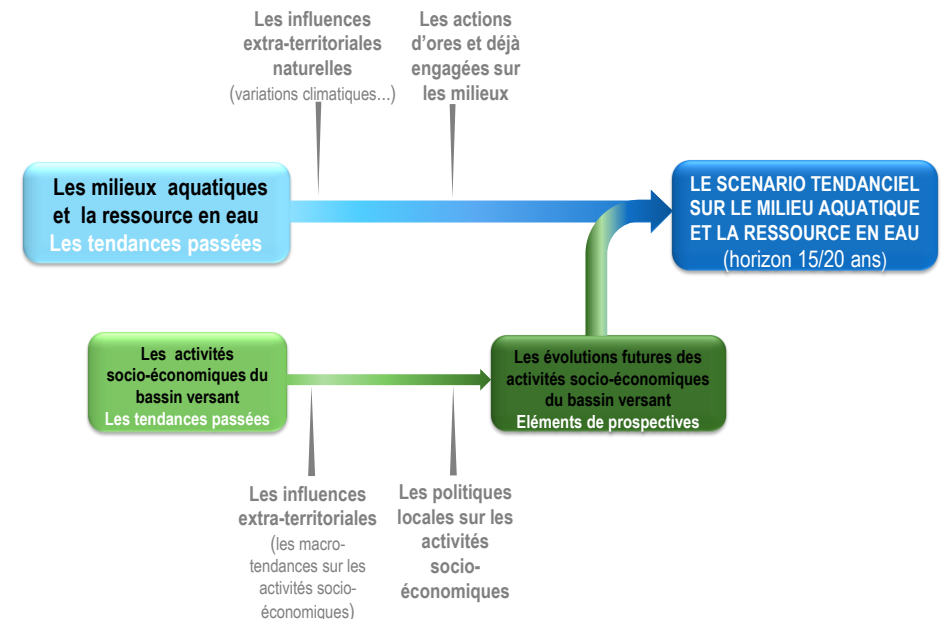 Les influences
extra-territoriales
naturelles
(variations climatiques...)
Les actions
d'ores et déjà
engagées sur
les milieux
Les milieux aquatiques
et la ressource en eau
Les tendances passées
LE SCENARIO TENDANCIEL
SUR LE MILIEU AQUATIQUE
ET LA RESSOURCE EN EAU
(horizon 15/20 ans)
Les activités
socio-économiques du
bassin versant
Les tendances passées
Les évolutions futures des
activités socio-économiques
du bassin versant
Eléments de prospectives
Les influences
extra-territoriales
(les macro-
tendances sur les
activités socio-
économiques)
Les politiques
locales sur les
activités
socio-
économiques